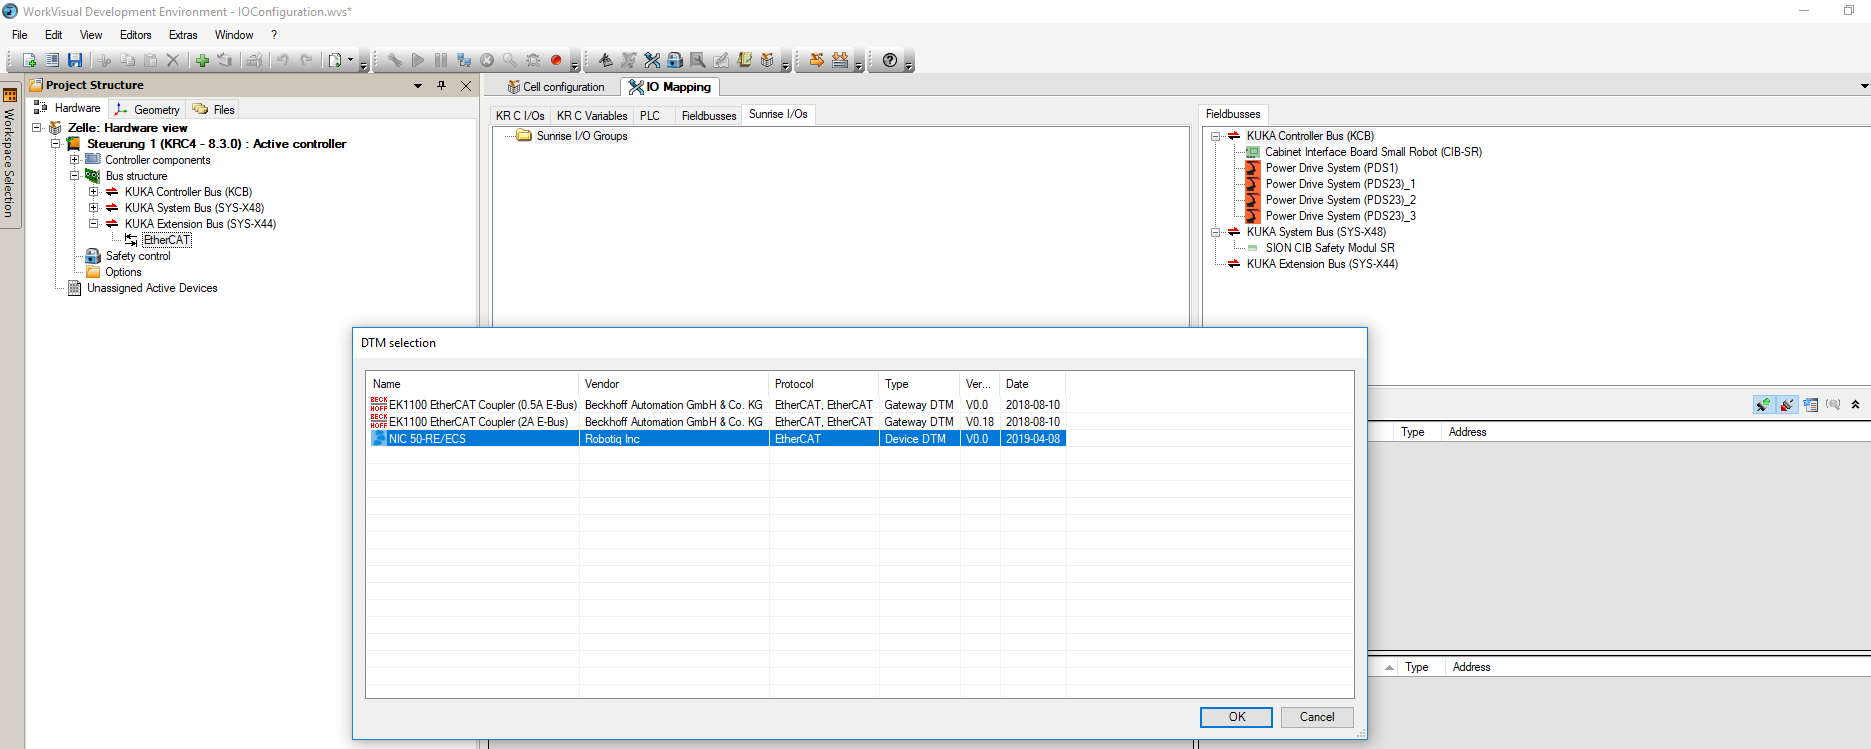 WorkVisual Development Environment - IOConfiguration.wvs*
File Edit View Editors Extras Window ?
Workspace Selection
Project Structure
Hardware Geometry Files
Zelle: Hardware view
Steuerung 1 (KRC4 - 8.3.0) : Active controller
Controller components
Bus structure
KUKA Controller Bus (KCB)
KUKA System Bus (SYS-X48)
KUKA Extension Bus (SYS-X44)
EtherCAT
Safety control
Options
Unassigned Active Devices
Cell configuration IO Mapping
KR C I/Os KR C Variables PLC Fieldbusses Sunrise I/Os
Sunrise I/O Groups
Fieldbusses
KUKA Controller Bus (KCB)
Cabinet Interface Board Small Robot (CIB-SR)
Power Drive System (PDS1)
Power Drive System (PDS23)_1
Power Drive System (PDS23)_2
Power Drive System (PDS23)_3
KUKA System Bus (SYS-X48)
SION CIB Safety Modul SR
KUKA Extension Bus (SYS-X44)
Type Address
Type Address
DTM selection
Name Vendor Protocol Type Ver... Date
BECK HOFF EK1100 EtherCAT Coupler (0.5A E-Bus) Beckhoff Automation GmbH & Co. KG EtherCAT, EtherCAT Gateway DTM V0.0 2018-08-10
BECK HOFF EK1100 EtherCAT Coupler (2A E-Bus) Beckhoff Automation GmbH & Co. KG EtherCAT, EtherCAT Gateway DTM V0.18 2018-08-10
NIC 50-RE/ECS Robotiq Inc EtherCAT Device DTM V0.0 2019-04-08
OK Cancel